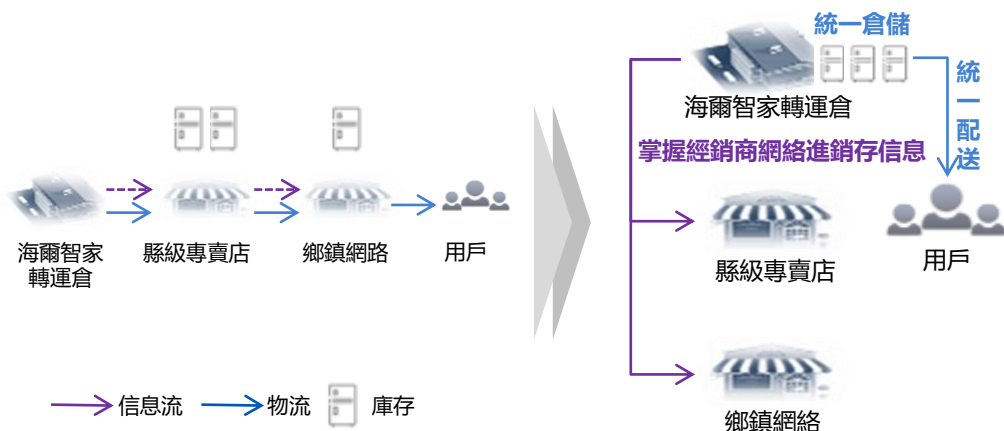 海爾智家
轉運倉
縣級專賣店
鄉鎮網路
用戶
信息流
物流
庫存
統一倉儲
統一配送
海爾智家轉運倉
掌握經銷商網絡進銷存信息
縣級專賣店
用戶
鄉鎮網絡